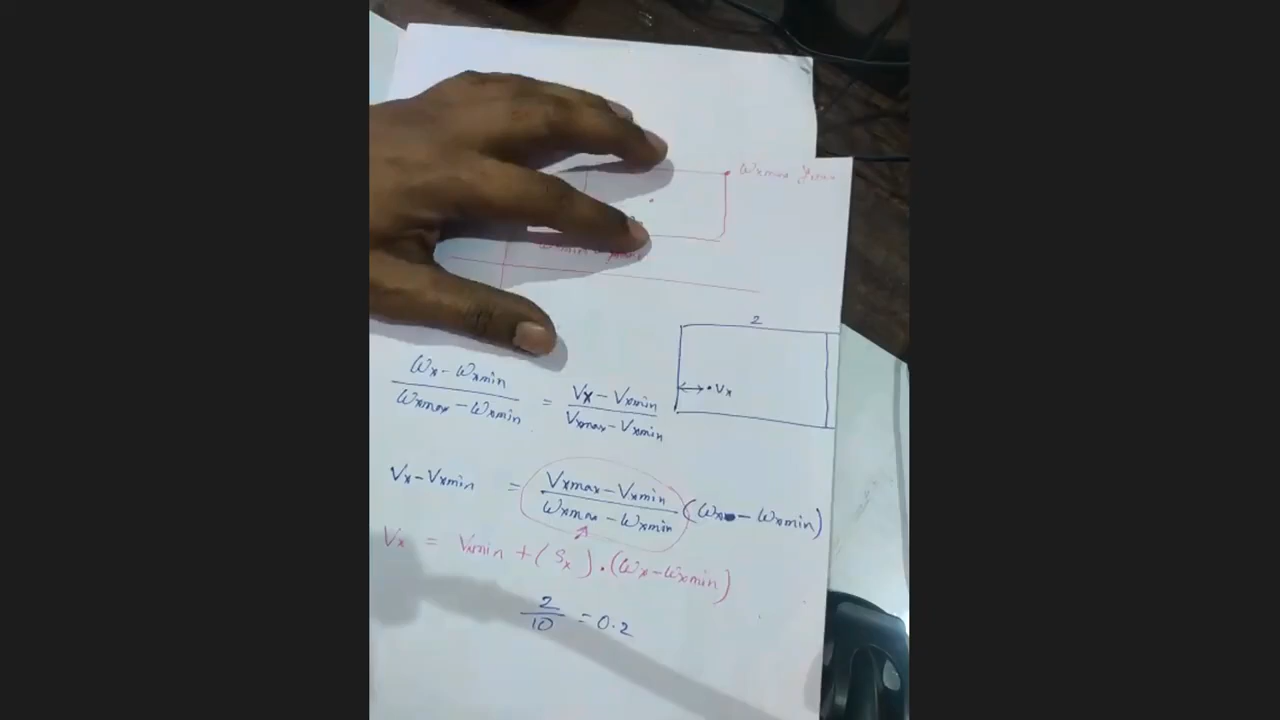 Wxmax yxmax
2
Vx
Wx - Wxmin / Wxmax - Wxmin = Vx - Vxmin / Vxmax - Vxmin
Vx - Vxmin = Vxmax - Vxmin / Wxmax - Wxmin (Wx - Wxmin)
Vx = Vxmin + (Sx) . (Wx - Wxmin)
2 / 10 = 0.2